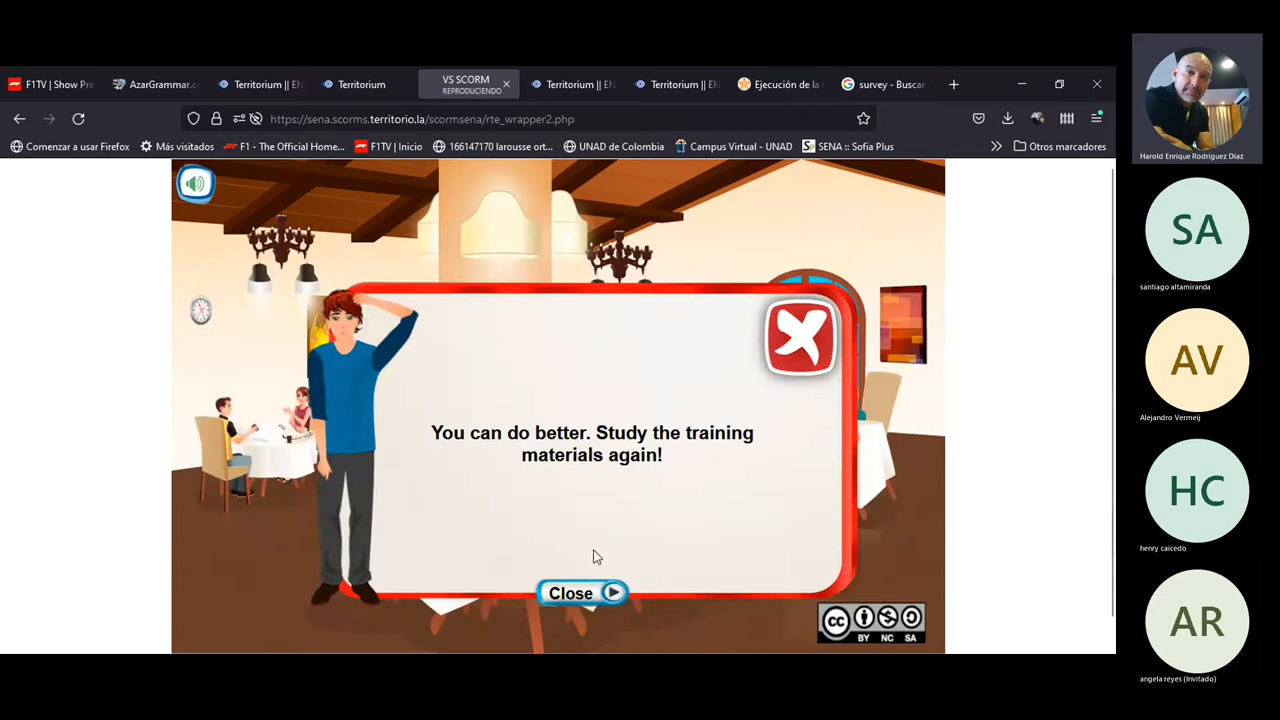 F1TV | Show Pre
AzarGrammar.c
Territorium || EN
Territorium
VS SCORM
REPRODUCIENDO
Territorium || EN
Territorium || EN
Ejecución de la
survey - Buscar
https://sena.scorms.territorio.la/scormsena/rte_wrapper2.php
Comenzar a usar Firefox
Más visitados
F1 - The Official Home...
F1TV | Inicio
166147170 larousse ort...
UNAD de Colombia
Campus Virtual - UNAD
SENA :: Sofia Plus
Otros marcadores
You can do better. Study the training
materials again!
Close
cc
BY NC SA
Harold Enrique Rodriguez Diaz
SA
santiago altamiranda
AV
Alejandro Vermeij
HC
henry caicedo
AR
angela reyes (Invitado)